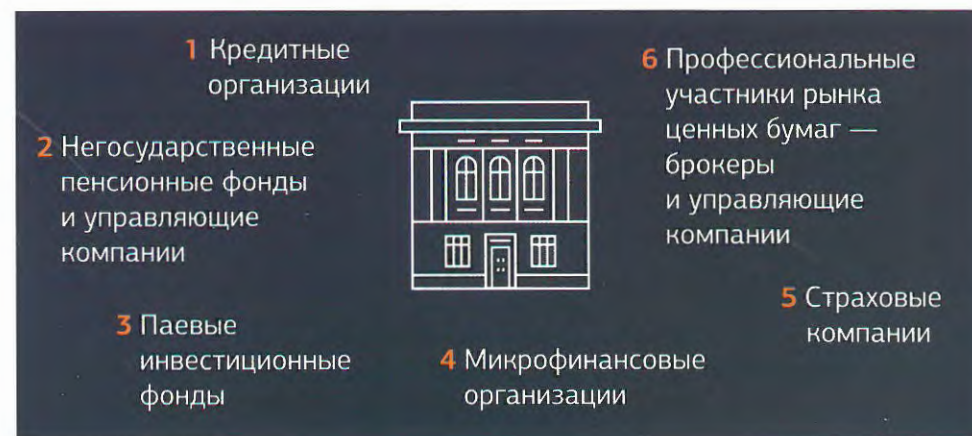 1 Кредитные
организации
2 Негосударственные
пенсионные фонды
и управляющие
компании
3 Паевые
инвестиционные
фонды
4 Микрофинансовые
организации
5 Страховые
компании
6 Профессиональные
участники рынка
ценных бумаг —
брокеры
и управляющие
компании